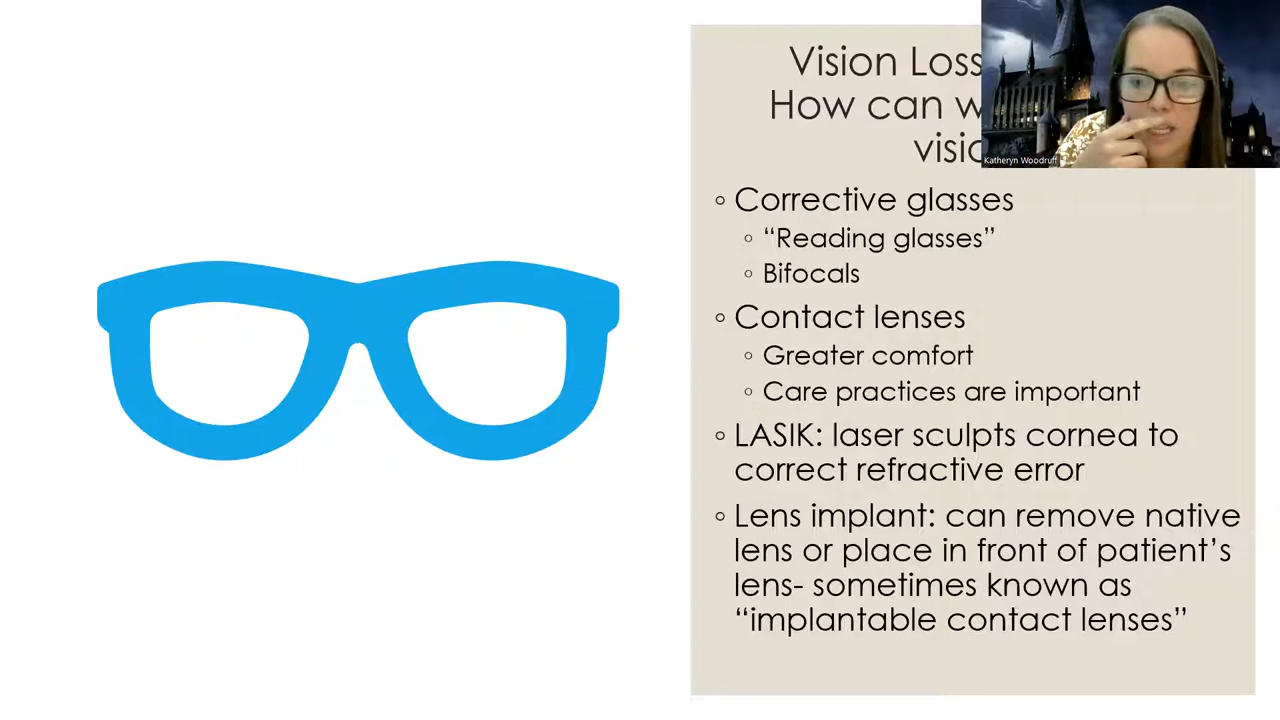 Vision Loss
How can
Katheryn Woodruff
◦ Corrective glasses
◦ “Reading glasses”
◦ Bifocals
◦ Contact lenses
◦ Greater comfort
◦ Care practices are important
◦ LASIK: laser sculpts cornea to
correct refractive error
◦ Lens implant: can remove native
lens or place in front of patient’s
lens- sometimes known as
“implantable contact lenses”